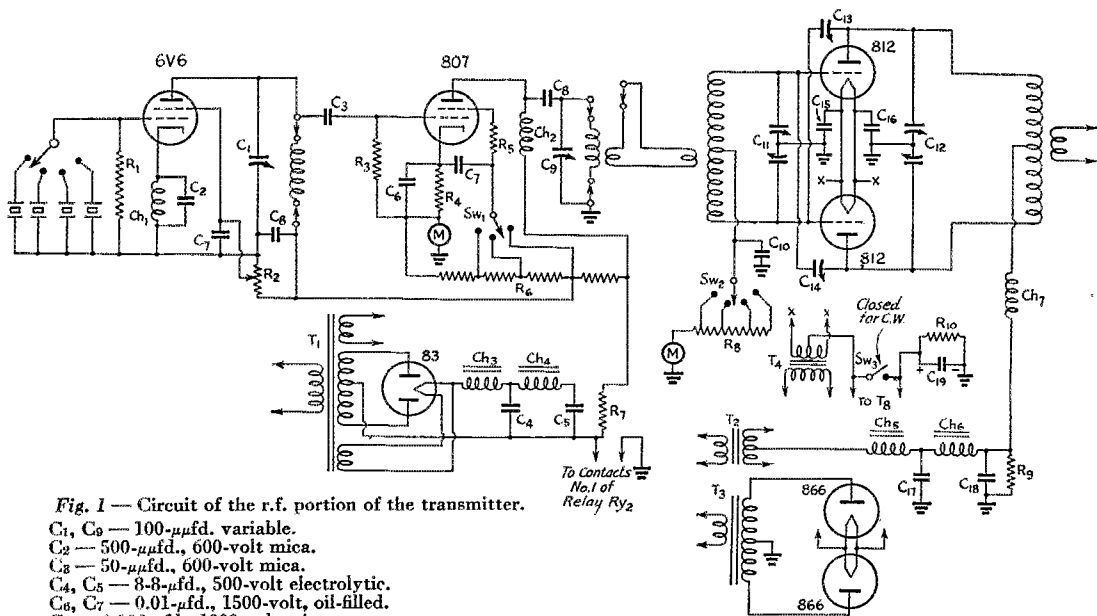 6V6
807
812
C13
C3
C8
C15
C16
C1
R1
C2
Ch1
C7
R2
C8
R3
C6
R4
C7
R5
M
Sw1
R6
Ch2
C9
C11
C12
C10
C14
812
Sw2
R8
M
Ch7
Closed
for C.W.
R10
Sw3
C19
T4
TO T8
X
X
X
X
T1
83
Ch3
Ch4
C4
C5
R7
To Contacts
No.1 of
Relay Ry2
T2
Ch5
Ch6
C17
C18
R9
T3
866
866
Fig. 1 — Circuit of the r.f. portion of the transmitter.
C1, C9 — 100-μμfd. variable.
C2 — 500-μμfd., 600-volt mica.
C3 — 50-μμfd., 600-volt mica.
C4, C5 — 8-8-μfd., 500-volt electrolytic.
C6, C7 — 0.01-μfd., 1500-volt, oil-filled.